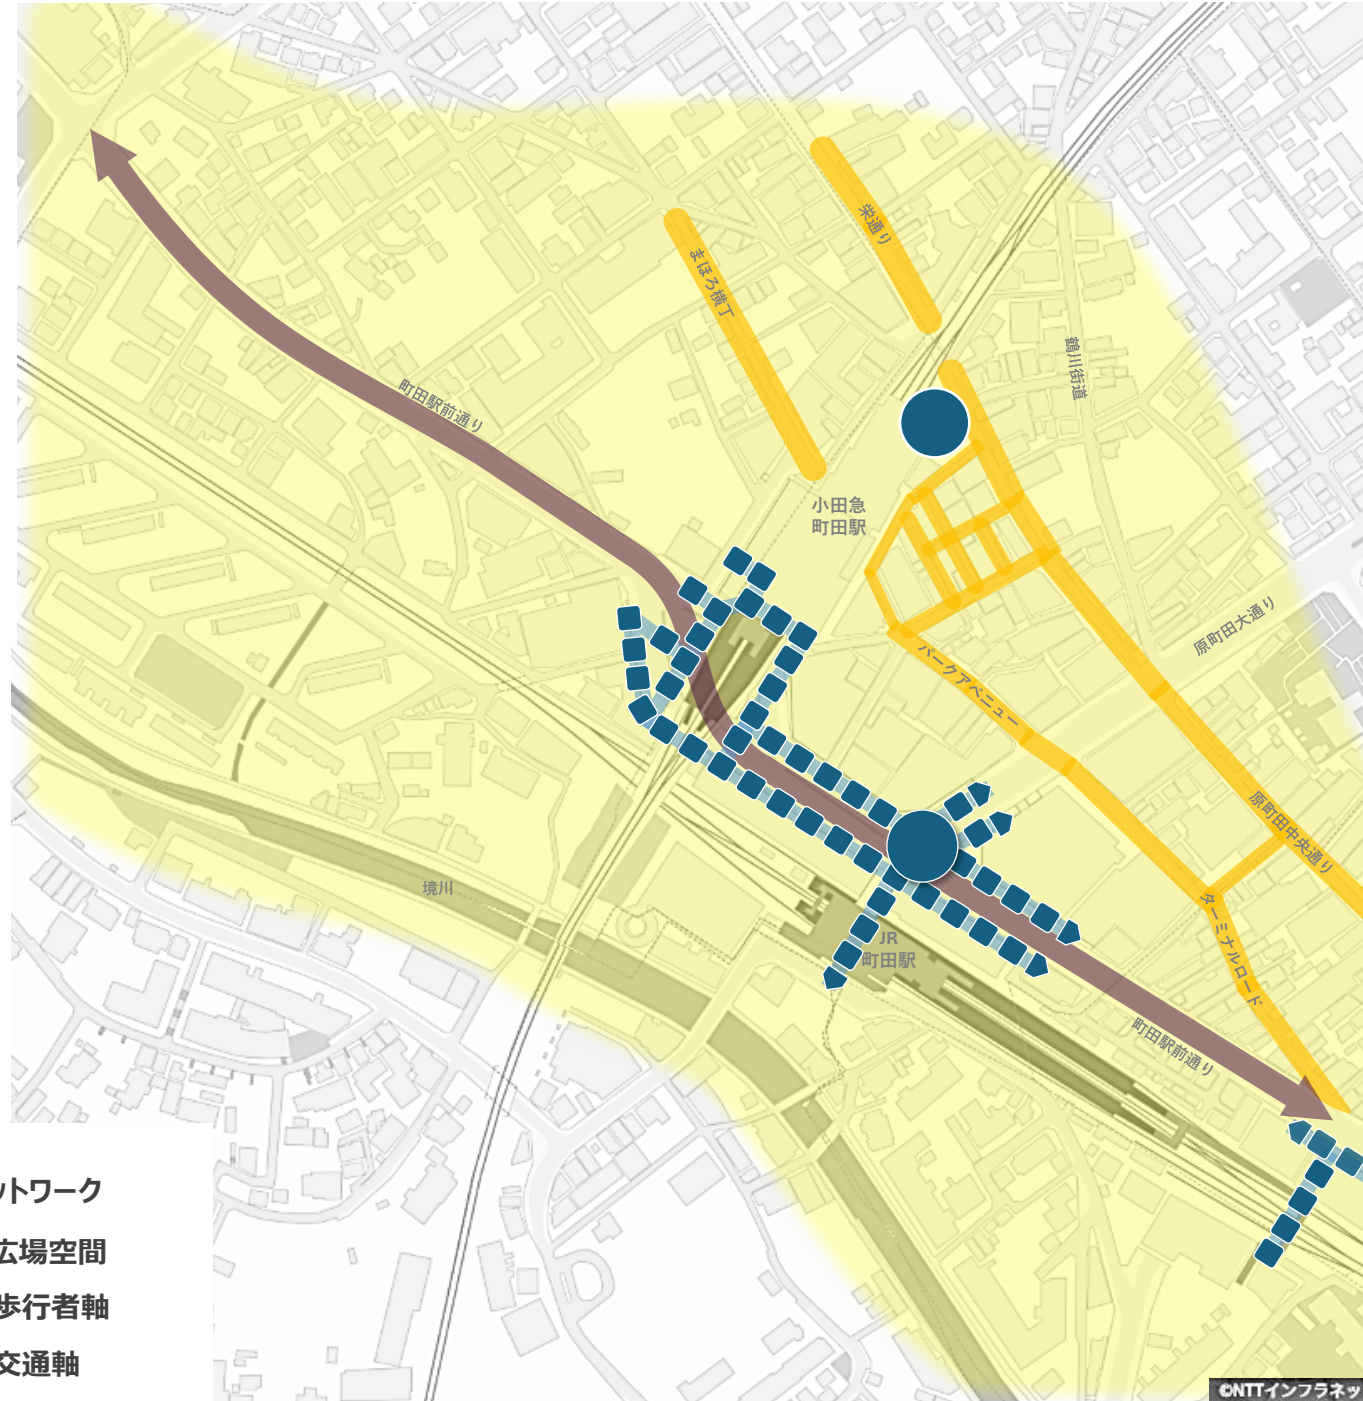 栄通り
まほろ横丁
鶴川街道
町田駅前通り
小田急
町田駅
原町田大通り
パークアベニュー
原町田中央通り
境川
ターミナルロード
JR
町田駅
町田駅前通り
ットワーク
広場空間
歩行者軸
交通軸
©NTTインフラネッ